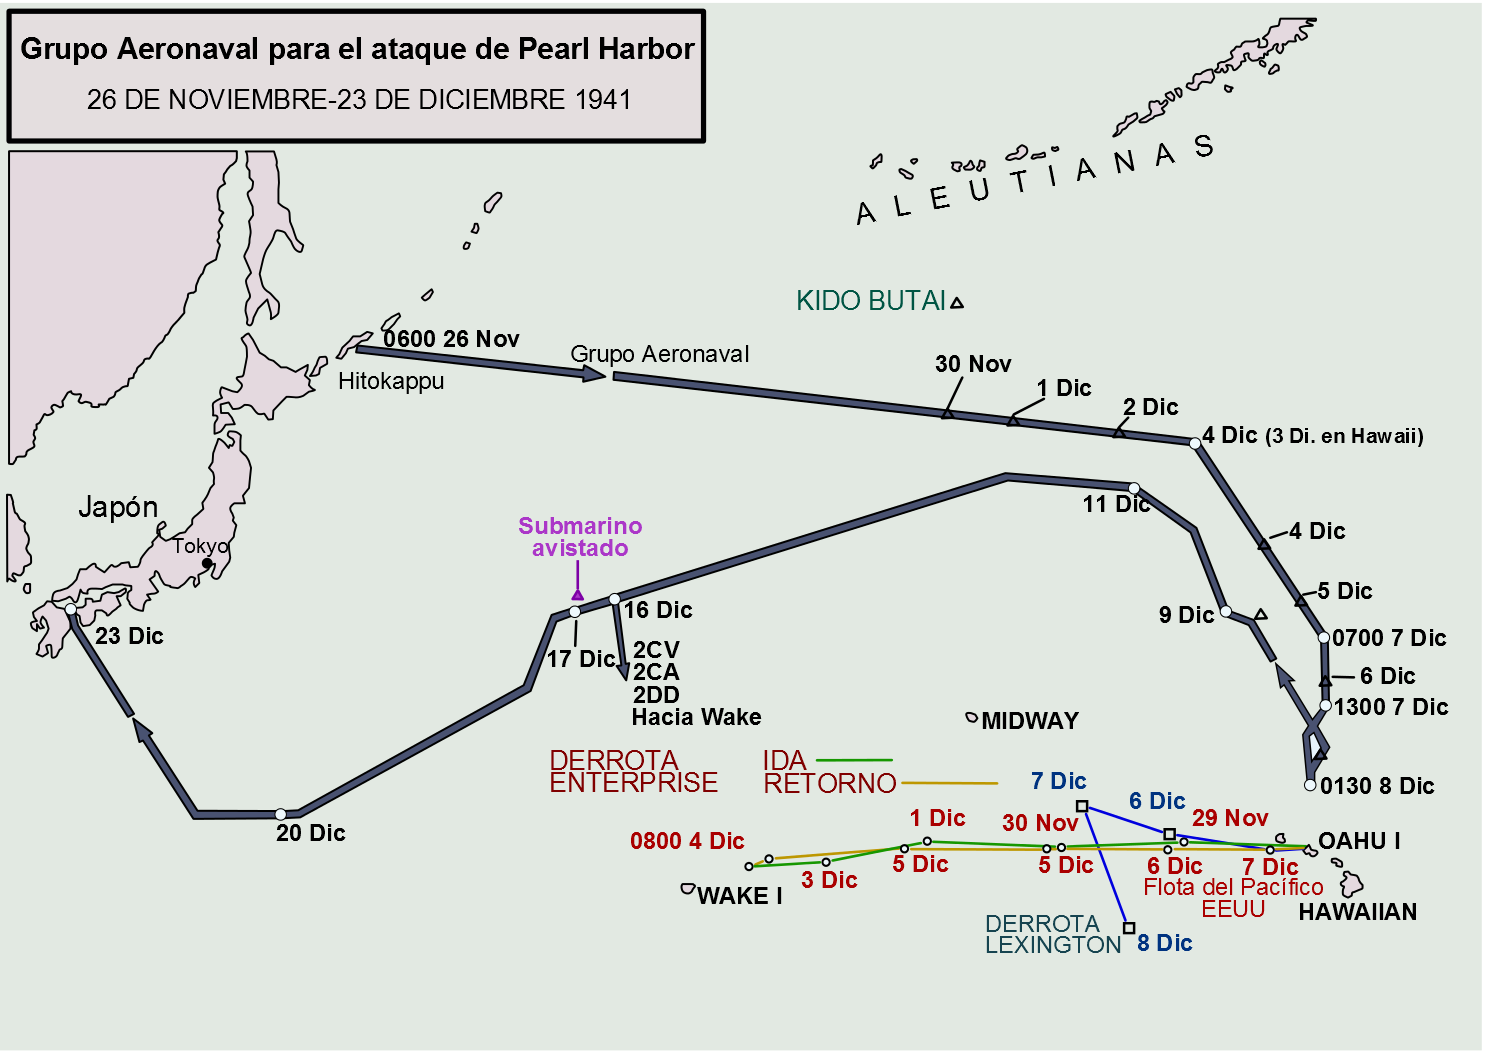 Grupo Aeronaval para el ataque de Pearl Harbor
26 DE NOVIEMBRE-23 DE DICIEMBRE 1941
ALEUTIANAS
KIDO BUTAI
0600 26 Nov
Grupo Aeronaval
Hitokappu
30 Nov
1 Dic
2 Dic
4 Dic (3 Di. en Hawaii)
11 Dic
4 Dic
Japón
Submarino
avistado
Tokyo
5 Dic
16 Dic
9 Dic
23 Dic
0700 7 Dic
17 Dic
2CV
2CA
2DD
Hacia Wake
6 Dic
1300 7 Dic
MIDWAY
DERROTA
ENTERPRISE
IDA
RETORNO
7 Dic
0130 8 Dic
6 Dic
20 Dic
1 Dic
30 Nov
29 Nov
0800 4 Dic
OAHU I
5 Dic
5 Dic
6 Dic
7 Dic
3 Dic
WAKE I
Flota del Pacífico
EEUU
HAWAIIAN
DERROTA
LEXINGTON
8 Dic